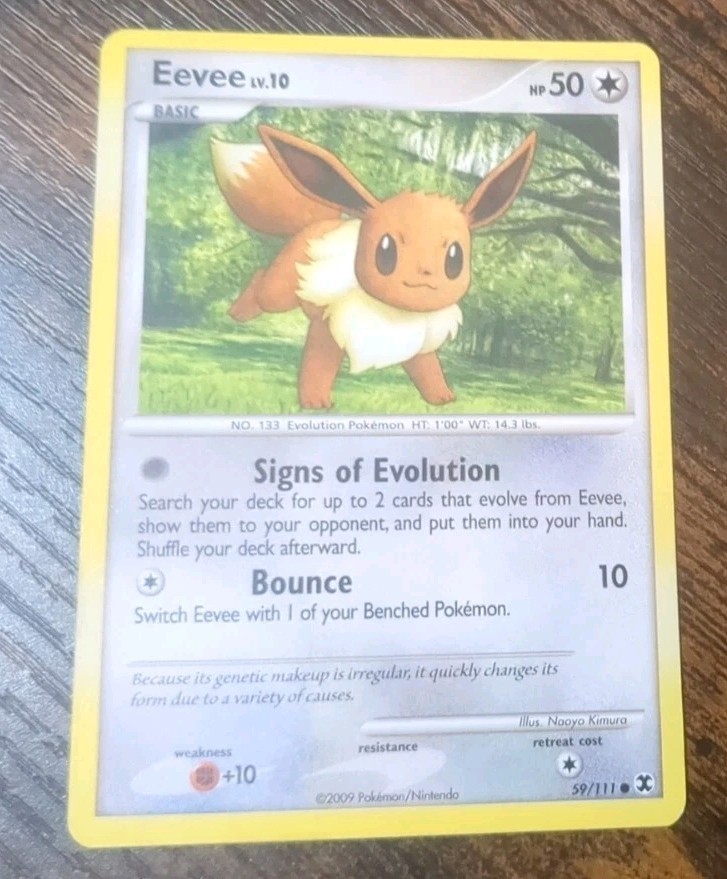 Eevee LV.10
HP 50
BASIC
NO. 133 Evolution Pokémon HT: 1'00" WT: 14.3 lbs.
Signs of Evolution
Search your deck for up to 2 cards that evolve from Eevee,
show them to your opponent, and put them into your hand.
Shuffle your deck afterward.
Bounce 10
Switch Eevee with 1 of your Benched Pokémon.
Because its genetic makeup is irregular, it quickly changes its
form due to a variety of causes.
Illus. Naoyo Kimura
weakness resistance retreat cost
+10
©2009 Pokémon/Nintendo
59/111